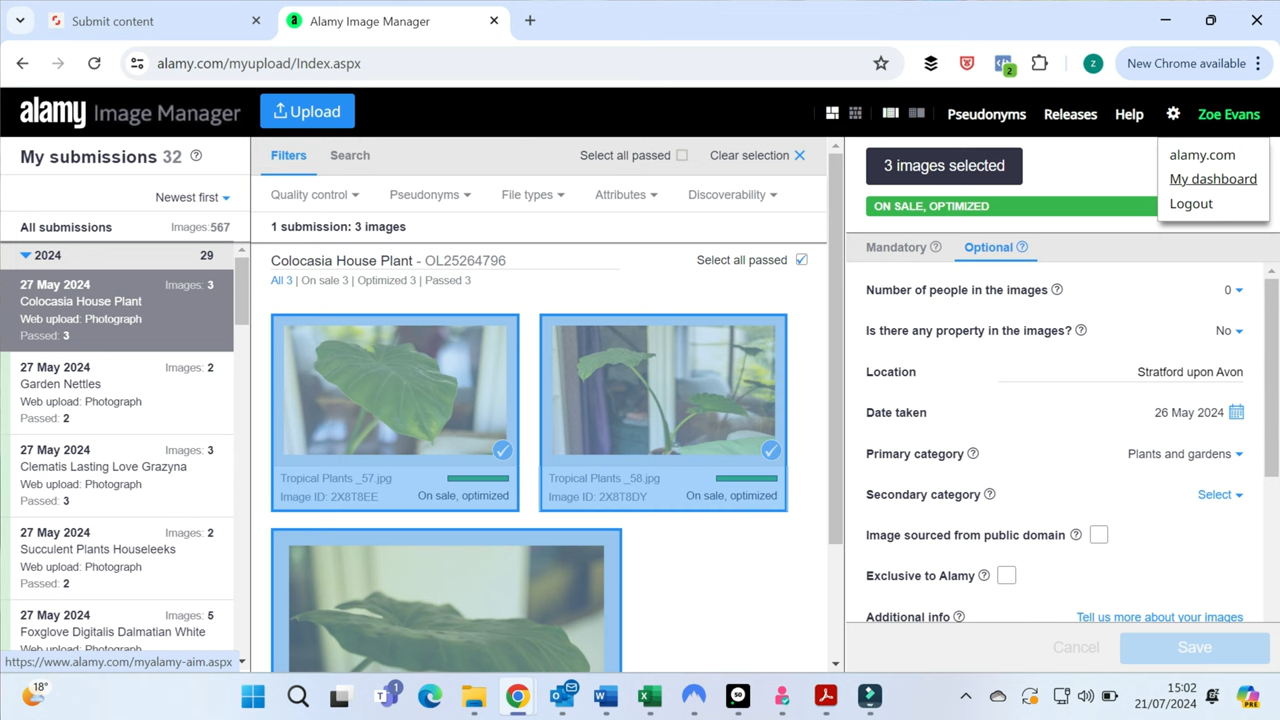 Submit content
Alamy Image Manager
alamy.com/myupload/Index.aspx
2
z
New Chrome available
alamy Image Manager
Upload
Pseudonyms
Releases
Help
Zoe Evans
alamy.com
My dashboard
Logout
My submissions 32
Newest first
All submissions Images: 567
2024 29
27 May 2024 Images: 3
Colocasia House Plant
Web upload: Photograph
Passed: 3
27 May 2024 Images: 2
Garden Nettles
Web upload: Photograph
Passed: 2
27 May 2024 Images: 3
Clematis Lasting Love Grazyna
Web upload: Photograph
Passed: 3
27 May 2024 Images: 2
Succulent Plants Houseleeks
Web upload: Photograph
Passed: 2
27 May 2024 Images: 5
Foxglove Digitalis Dalmatian White
https://www.alamy.com/myalamy-aim.aspx
Filters Search Select all passed Clear selection
Quality control Pseudonyms File types Attributes Discoverability
1 submission: 3 images
Colocasia House Plant - OL25264796 Select all passed
All 3 | On sale 3 | Optimized 3 | Passed 3
Tropical Plants _57.jpg
Image ID: 2X8T8EE On sale, optimized
Tropical Plants _58.jpg
Image ID: 2X8T8DY On sale, optimized
3 images selected
ON SALE, OPTIMIZED
Mandatory Optional
Number of people in the images 0
Is there any property in the images? No
Location Stratford upon Avon
Date taken 26 May 2024
Primary category Plants and gardens
Secondary category Select
Image sourced from public domain
Exclusive to Alamy
Additional info Tell us more about your images
Cancel Save
18°
1
15:02
21/07/2024
PRE